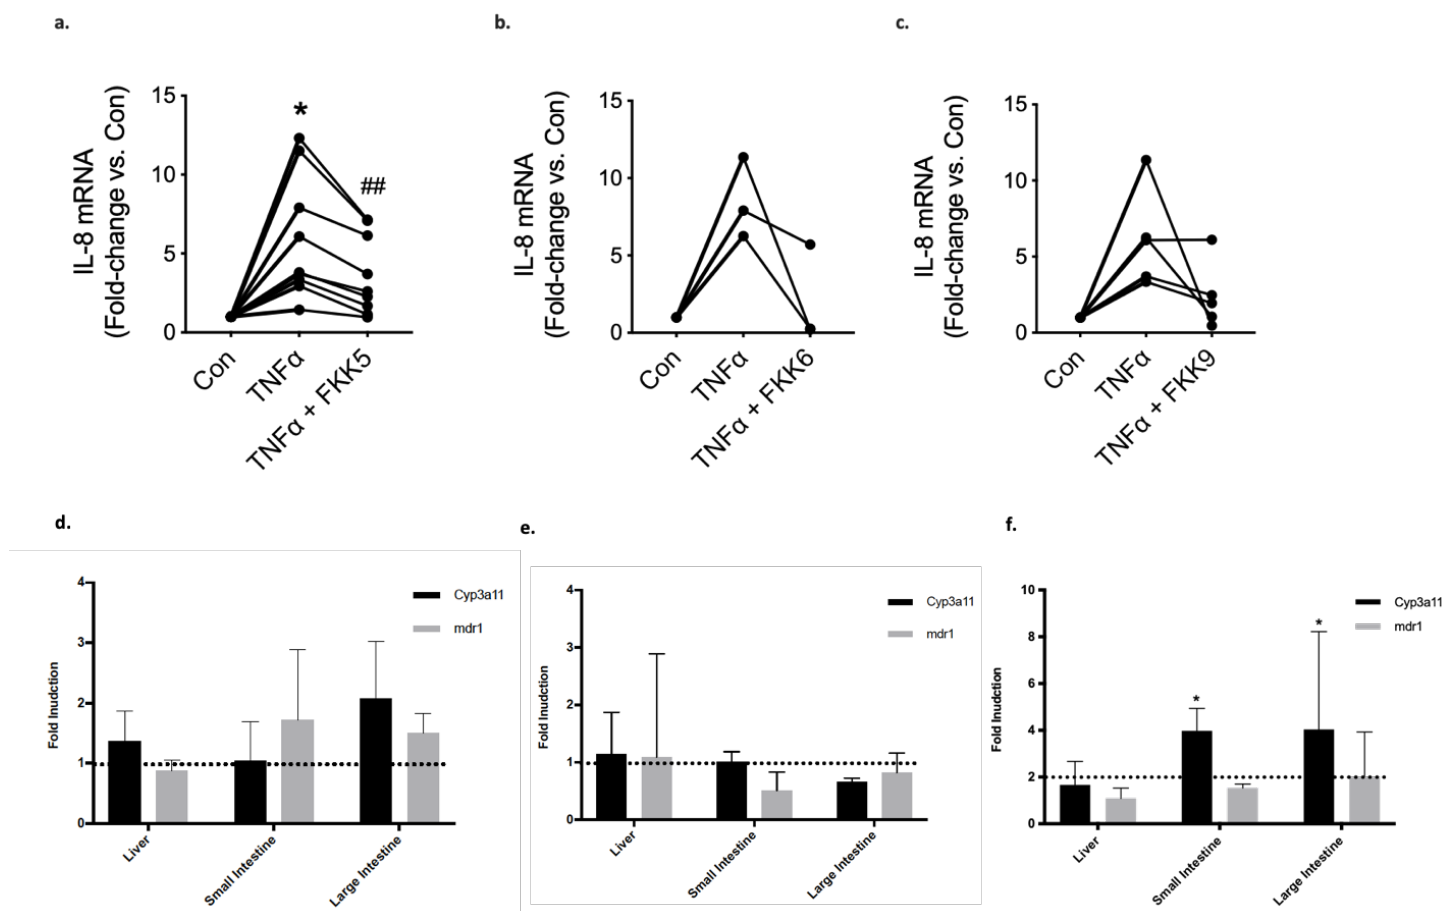 a.
b.
c.
IL-8 mRNA
(Fold-change vs. Con)
15
10
5
0
*
##
Con
TNFα
TNFα + FKK5
IL-8 mRNA
(Fold-change vs. Con)
15
10
5
0
Con
TNFα
TNFα + FKK6
IL-8 mRNA
(Fold-change vs. Con)
15
10
5
0
Con
TNFα
TNFα + FKK9
d.
e.
f.
Fold Inudction
4
3
2
1
0
Cyp3a11
mdr1
Liver
Small Intestine
Large Intestine
Fold Inudction
4
3
2
1
0
Cyp3a11
mdr1
Liver
Small Intestine
Large Intestine
Fold Inudction
10
8
6
4
2
0
*
*
Cyp3a11
mdr1
Liver
Small Intestine
Large Intestine